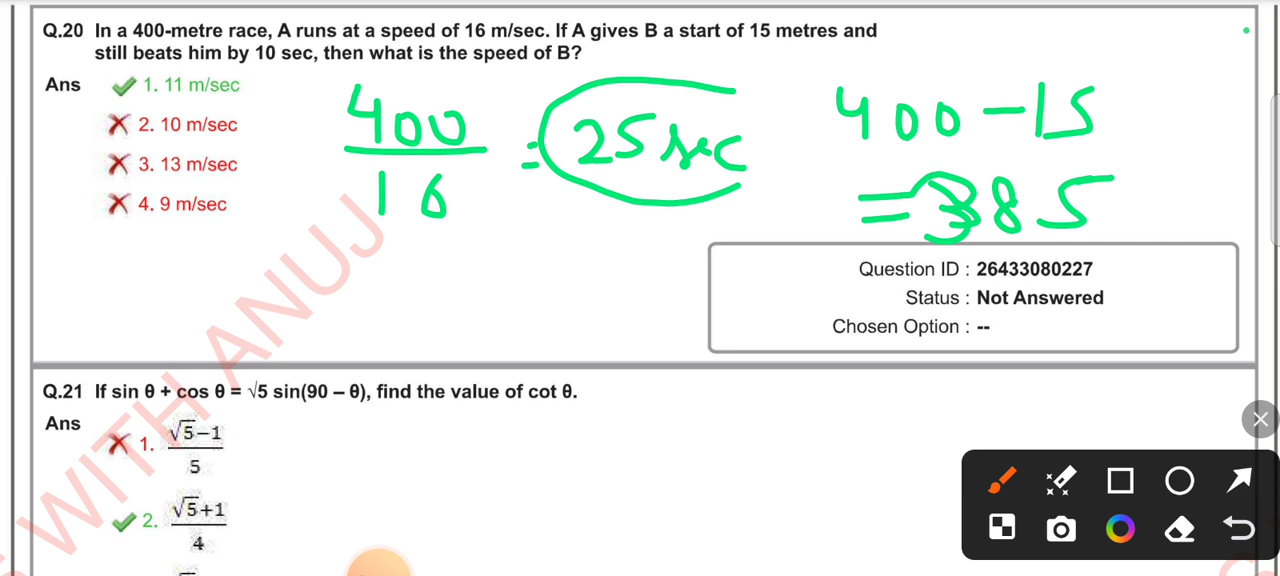 Q.20 In a 400-metre race, A runs at a speed of 16 m/sec. If A gives B a start of 15 metres and
still beats him by 10 sec, then what is the speed of B?
Ans 1. 11 m/sec
2. 10 m/sec
3. 13 m/sec
4. 9 m/sec
400/16 = 25 sec
400-15
=385
Question ID : 26433080227
Status : Not Answered
Chosen Option : --
Q.21 If sin θ + cos θ = √5 sin(90 – θ), find the value of cot θ.
Ans 1. (√5-1)/5
2. (√5+1)/4
WITH ANUJ